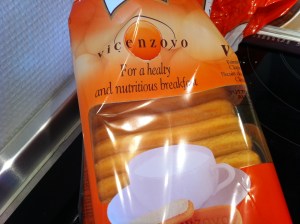 vicenzovo
For a healty
and nutritious breakfast